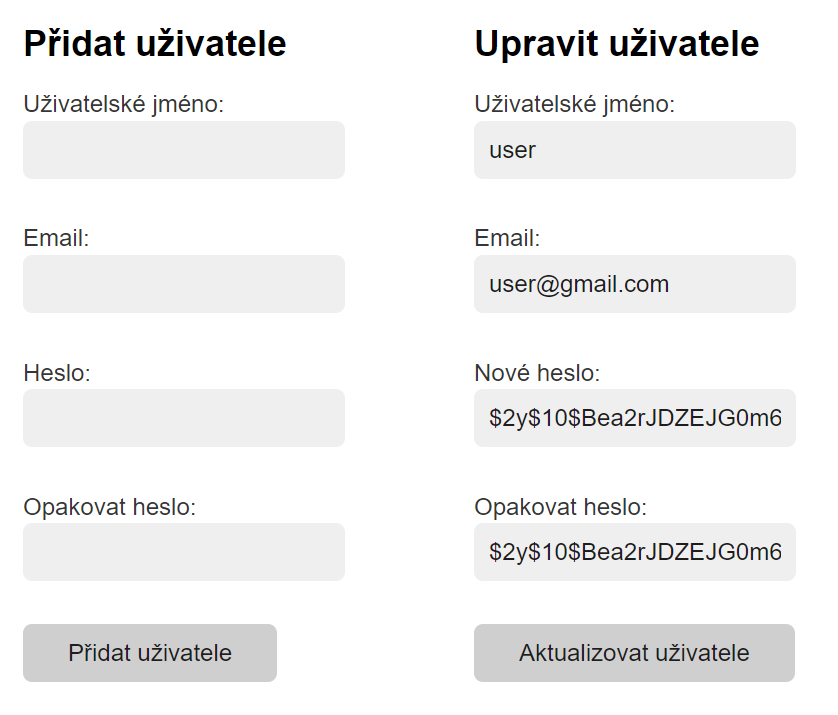 Přidat uživatele
Uživatelské jméno:
Email:
Heslo:
Opakovat heslo:
Přidat uživatele
Upravit uživatele
Uživatelské jméno:
user
Email:
user@gmail.com
Nové heslo:
$2y$10$Bea2rJDZEJG0m6
Opakovat heslo:
$2y$10$Bea2rJDZEJG0m6
Aktualizovat uživatele